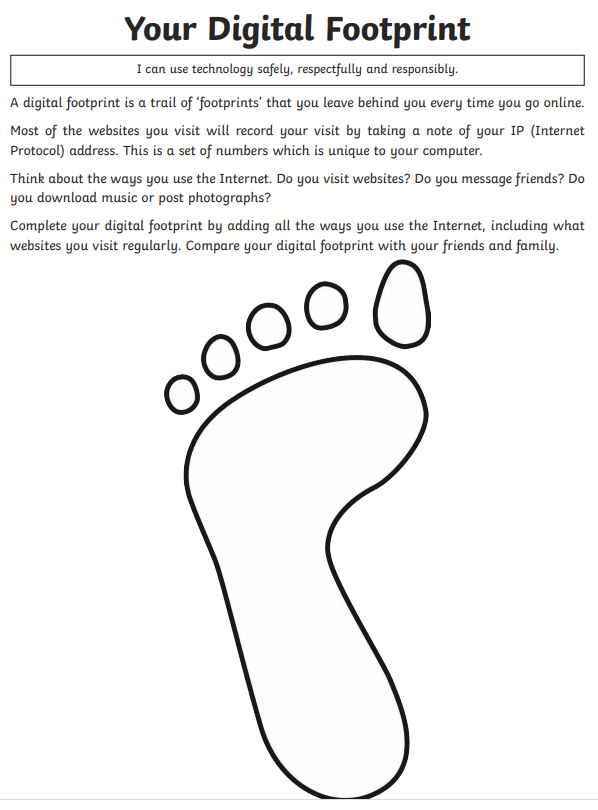 Your Digital Footprint
I can use technology safely, respectfully and responsibly.
A digital footprint is a trail of ‘footprints’ that you leave behind you every time you go online.
Most of the websites you visit will record your visit by taking a note of your IP (Internet
Protocol) address. This is a set of numbers which is unique to your computer.
Think about the ways you use the Internet. Do you visit websites? Do you message friends? Do
you download music or post photographs?
Complete your digital footprint by adding all the ways you use the Internet, including what
websites you visit regularly. Compare your digital footprint with your friends and family.